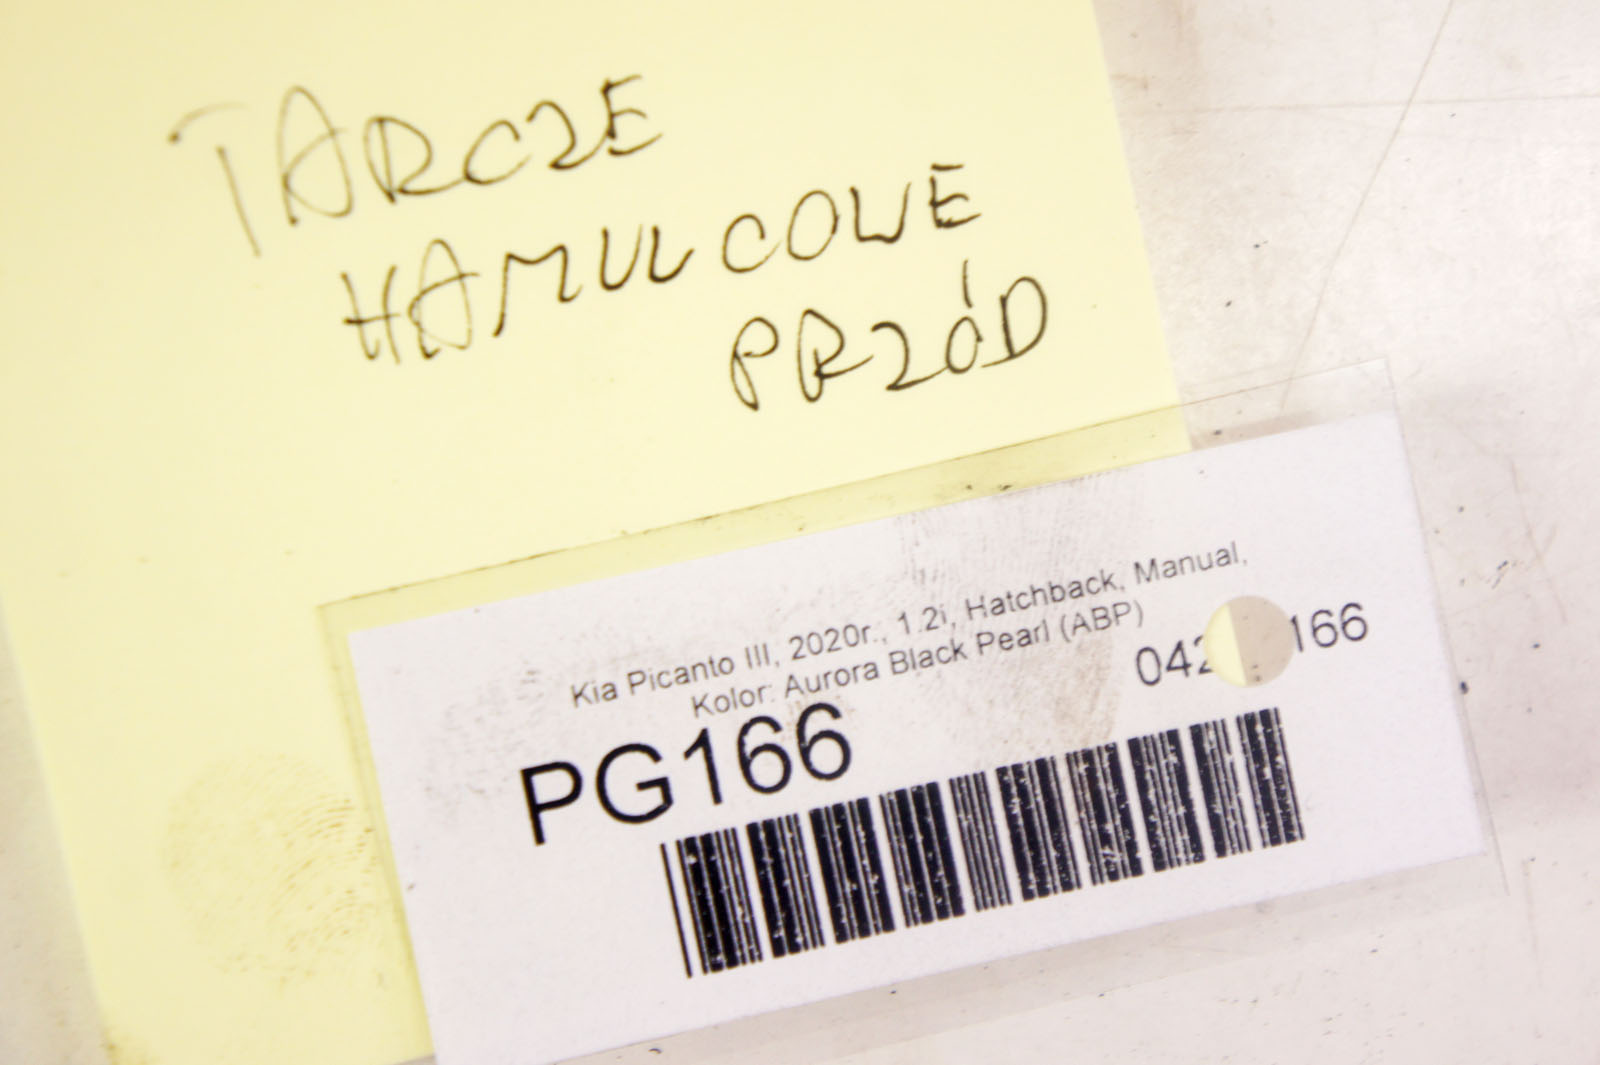 TARCZE
HAMULCOWE
PRZÓD
Kia Picanto III, 2020r., 1.2i, Hatchback, Manual,
Kolor: Aurora Black Pearl (ABP)
PG166